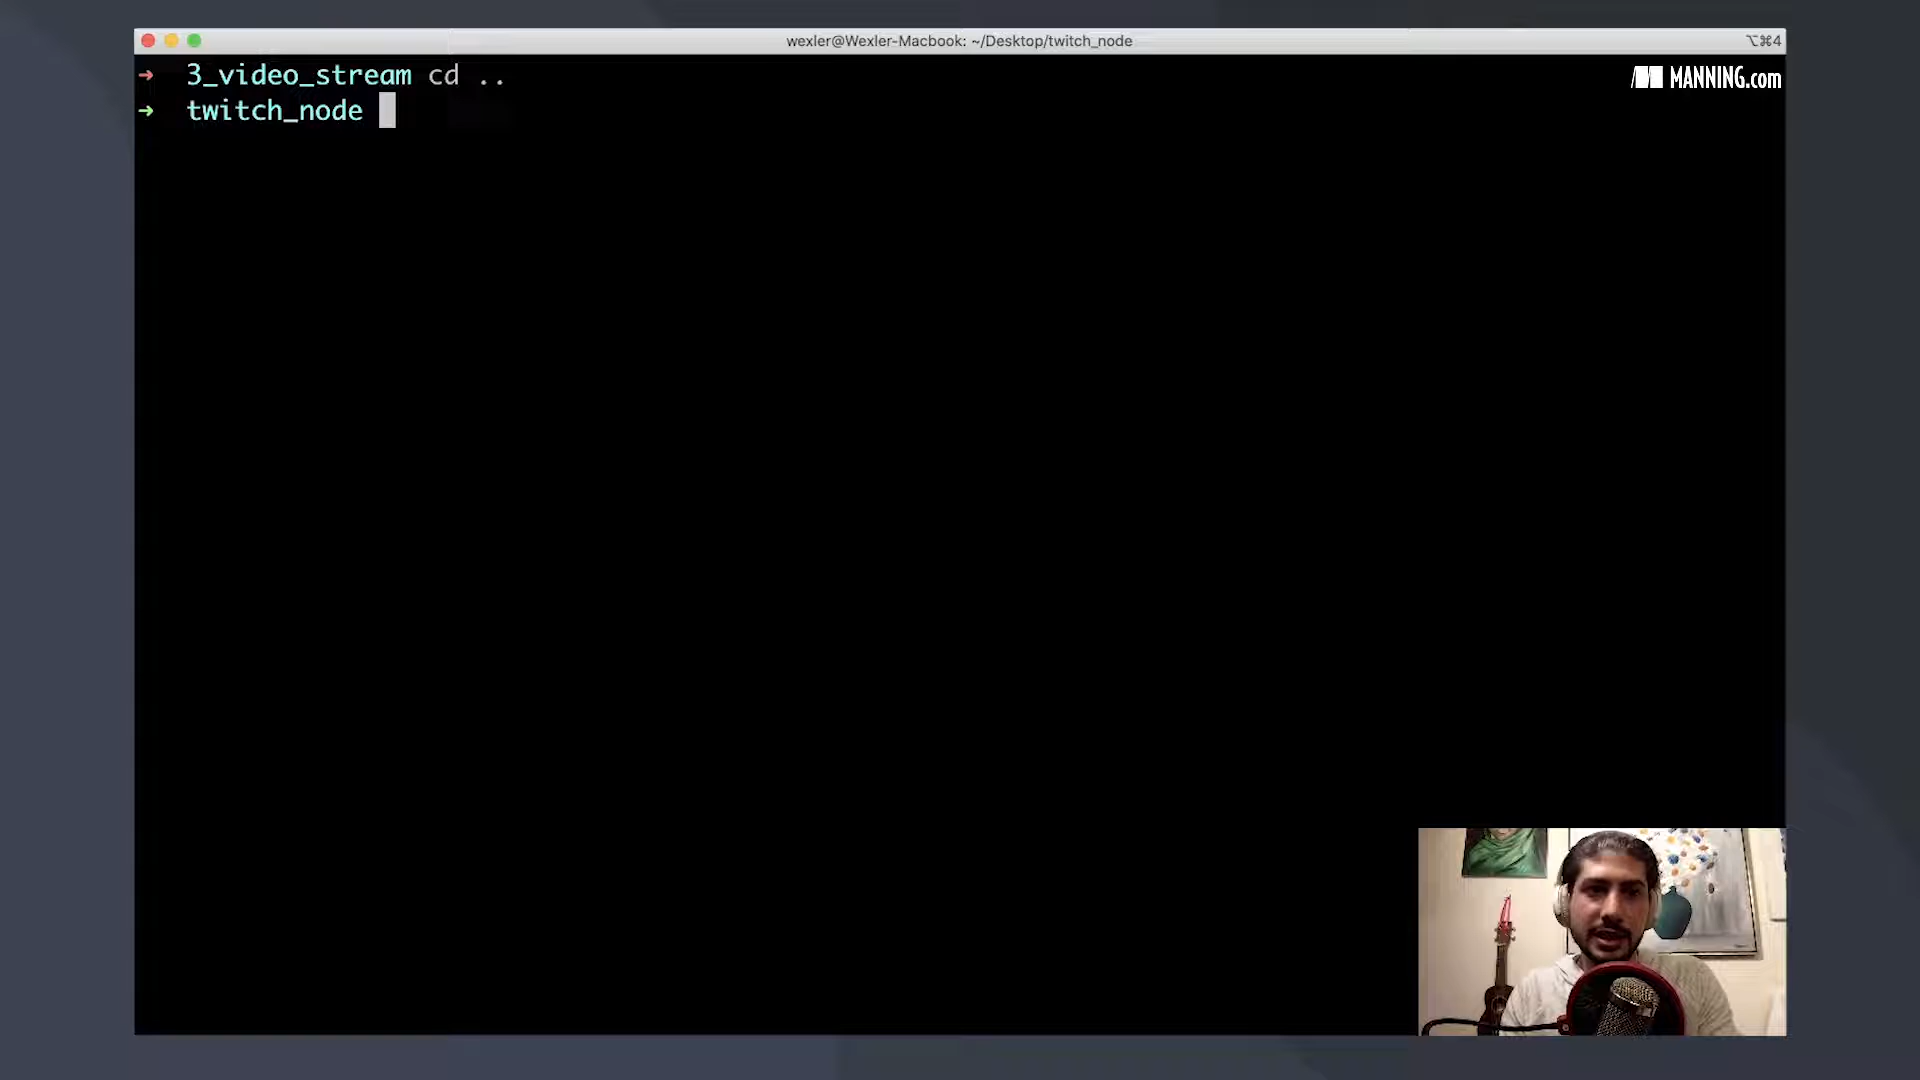 wexler@Wexler-Macbook: ~/Desktop/twitch_node
⌥⌘4
➜ 3_video_stream cd ..
MANNING.com
➜ twitch_node